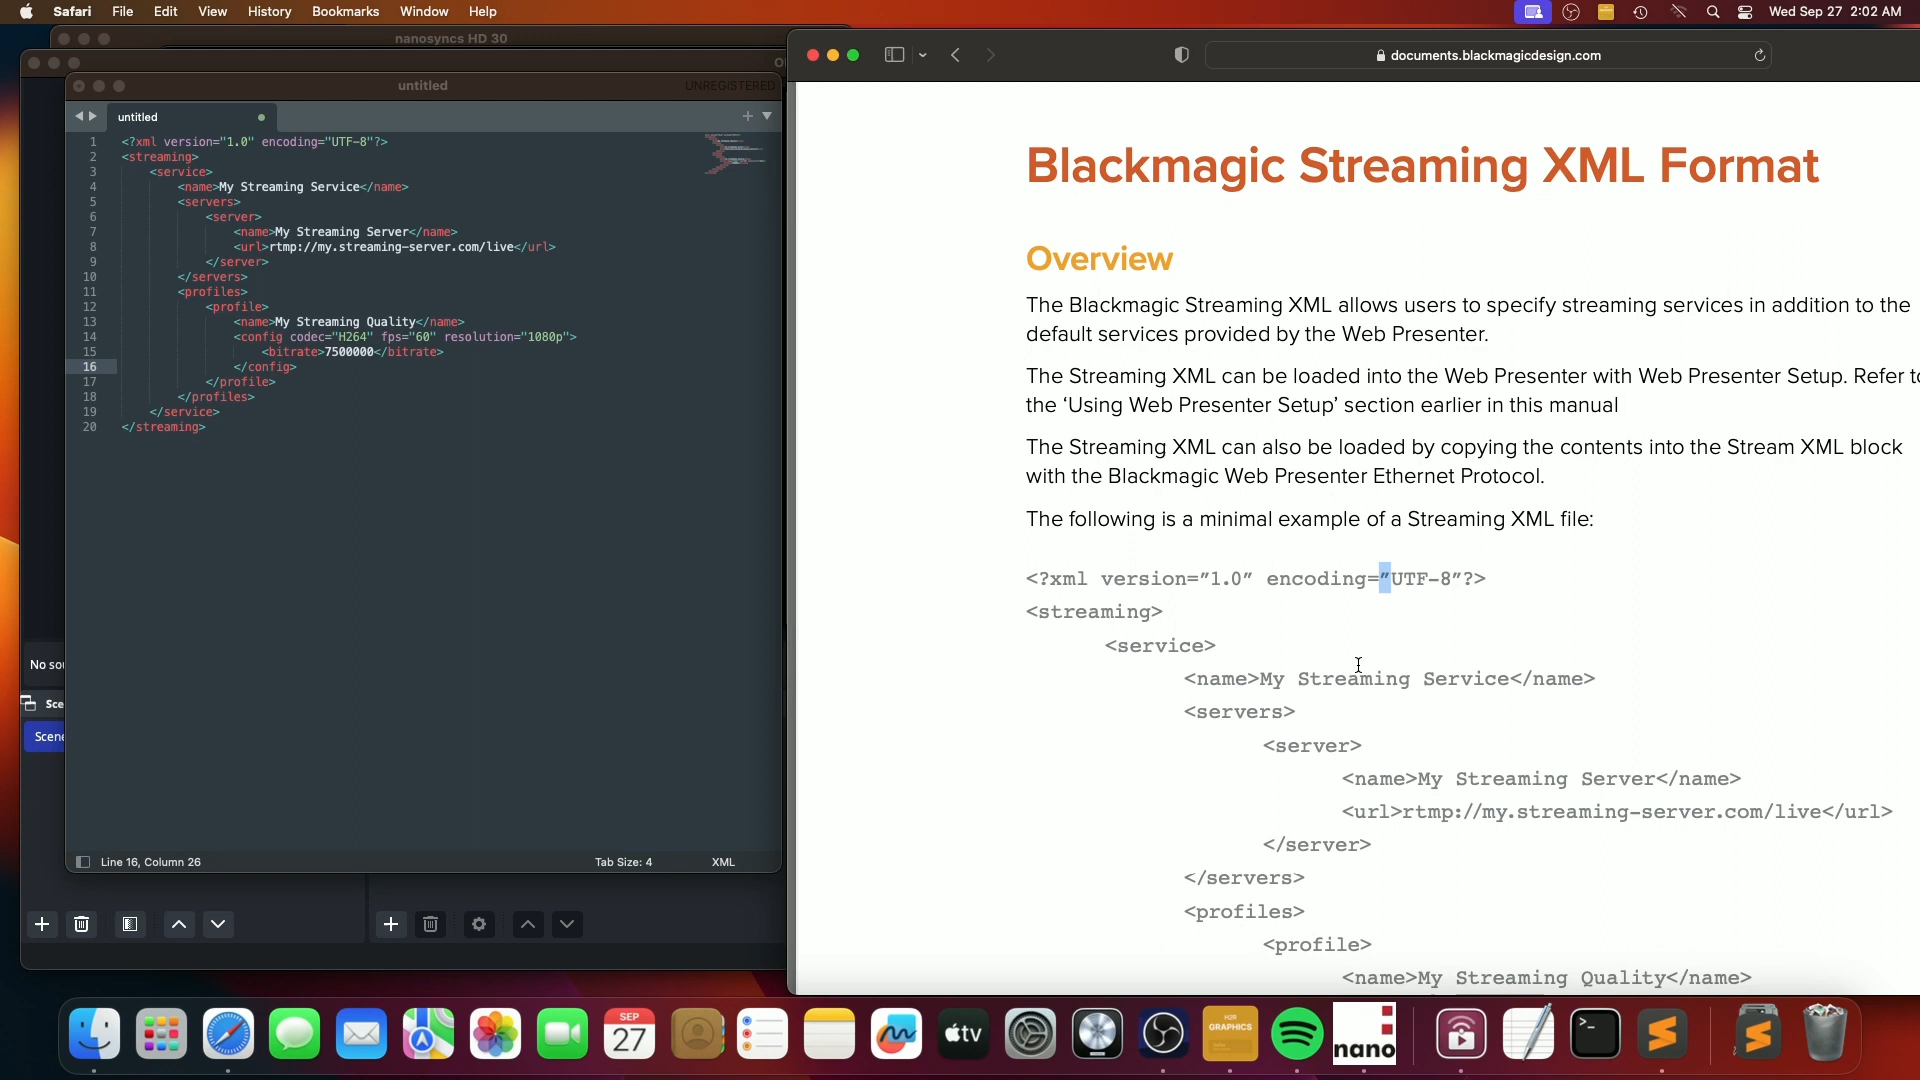 Safari File Edit View History Bookmarks Window Help
Wed Sep 27 2:02 AM
nanosyncs HD 30
untitled
UNREGISTERED
untitled
1 <?xml version="1.0" encoding="UTF-8"?>
2 <streaming>
3 <service>
4 <name>My Streaming Service</name>
5 <servers>
6 <server>
7 <name>My Streaming Server</name>
8 <url>rtmp://my.streaming-server.com/live</url>
9 </server>
10 </servers>
11 <profiles>
12 <profile>
13 <name>My Streaming Quality</name>
14 <config codec="H264" fps="60" resolution="1080p">
15 <bitrate>7500000</bitrate>
16 </config>
17 </profile>
18 </profiles>
19 </service>
20 </streaming>
No sou
Sce
Scene
Line 16, Column 26
Tab Size: 4
XML
documents.blackmagicdesign.com
Blackmagic Streaming XML Format
Overview
The Blackmagic Streaming XML allows users to specify streaming services in addition to the
default services provided by the Web Presenter.
The Streaming XML can be loaded into the Web Presenter with Web Presenter Setup. Refer to
the ‘Using Web Presenter Setup’ section earlier in this manual
The Streaming XML can also be loaded by copying the contents into the Stream XML block
with the Blackmagic Web Presenter Ethernet Protocol.
The following is a minimal example of a Streaming XML file:
<?xml version=”1.0” encoding=”UTF-8”?>
<streaming>
<service>
<name>My Streaming Service</name>
<servers>
<server>
<name>My Streaming Server</name>
<url>rtmp://my.streaming-server.com/live</url>
</server>
</servers>
<profiles>
<profile>
<name>My Streaming Quality</name>
SEP
27
tv
H2R
GRAPHICS
nano